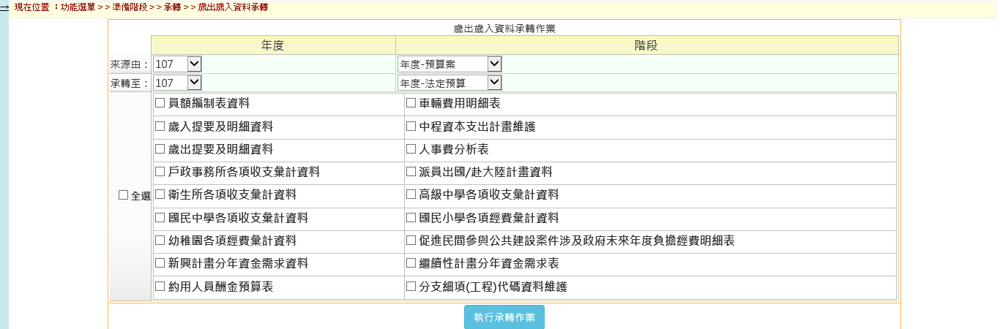 → 現在位置 ：功能選單 > > 準備階段 > > 承轉 > > 歲出歲入資料承轉
歲出歲入資料承轉作業
年度 階段
來源由： 107 年度-預算案
承轉至： 107 年度-法定預算
員額編制表資料 車輛費用明細表
歲入提要及明細資料 中程資本支出計畫維護
歲出提要及明細資料 人事費分析表
戶政事務所各項收支彙計資料 派員出國/赴大陸計畫資料
全選 衛生所各項收支彙計資料 高級中學各項收支彙計資料
國民中學各項收支彙計資料 國民小學各項經費彙計資料
幼稚園各項經費彙計資料 促進民間參與公共建設案件涉及政府未來年度負擔經費明細表
新興計畫分年資金需求資料 繼續性計畫分年資金需求表
約用人員酬金預算表 分支細項(工程)代碼資料維護
執行承轉作業